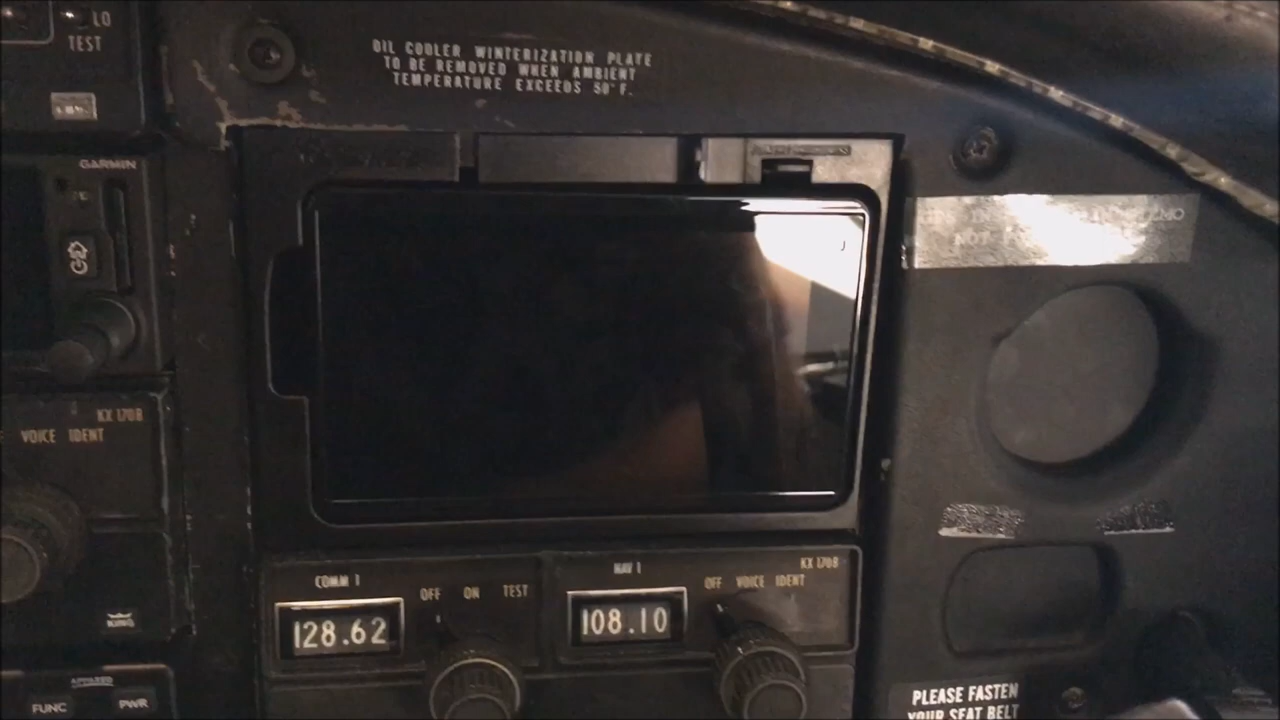 LO
TEST
OIL COOLER WINTERIZATION PLATE
TO BE REMOVED WHEN AMBIENT
TEMPERATURE EXCEEDS 50°F.
GARMIN
NOT
KX 170B
VOICE IDENT
KING
FUNC PWR
COMM 1
OFF ON TEST
128.62
NAV 1
KX 170B
OFF VOICE IDENT
108.10
PLEASE FASTEN
YOUR SEAT BELT